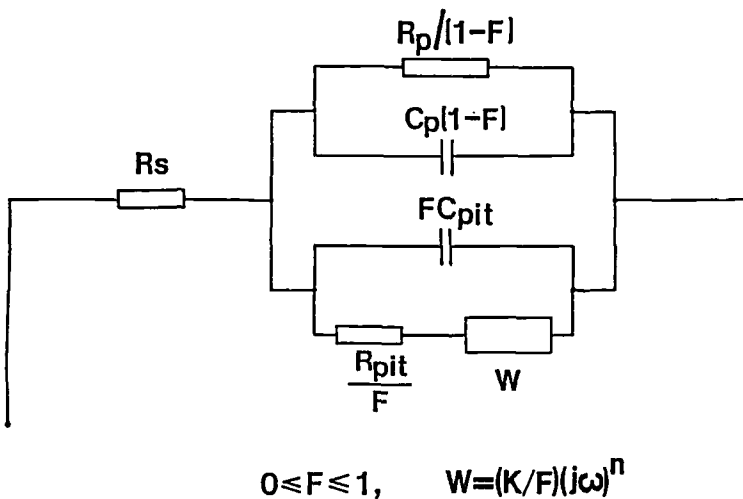 Rp/(1-F)
Cp(1-F)
Rs
FCpit
Rpit
F
W
0≤F≤1, W=(K/F)(jω)ⁿ